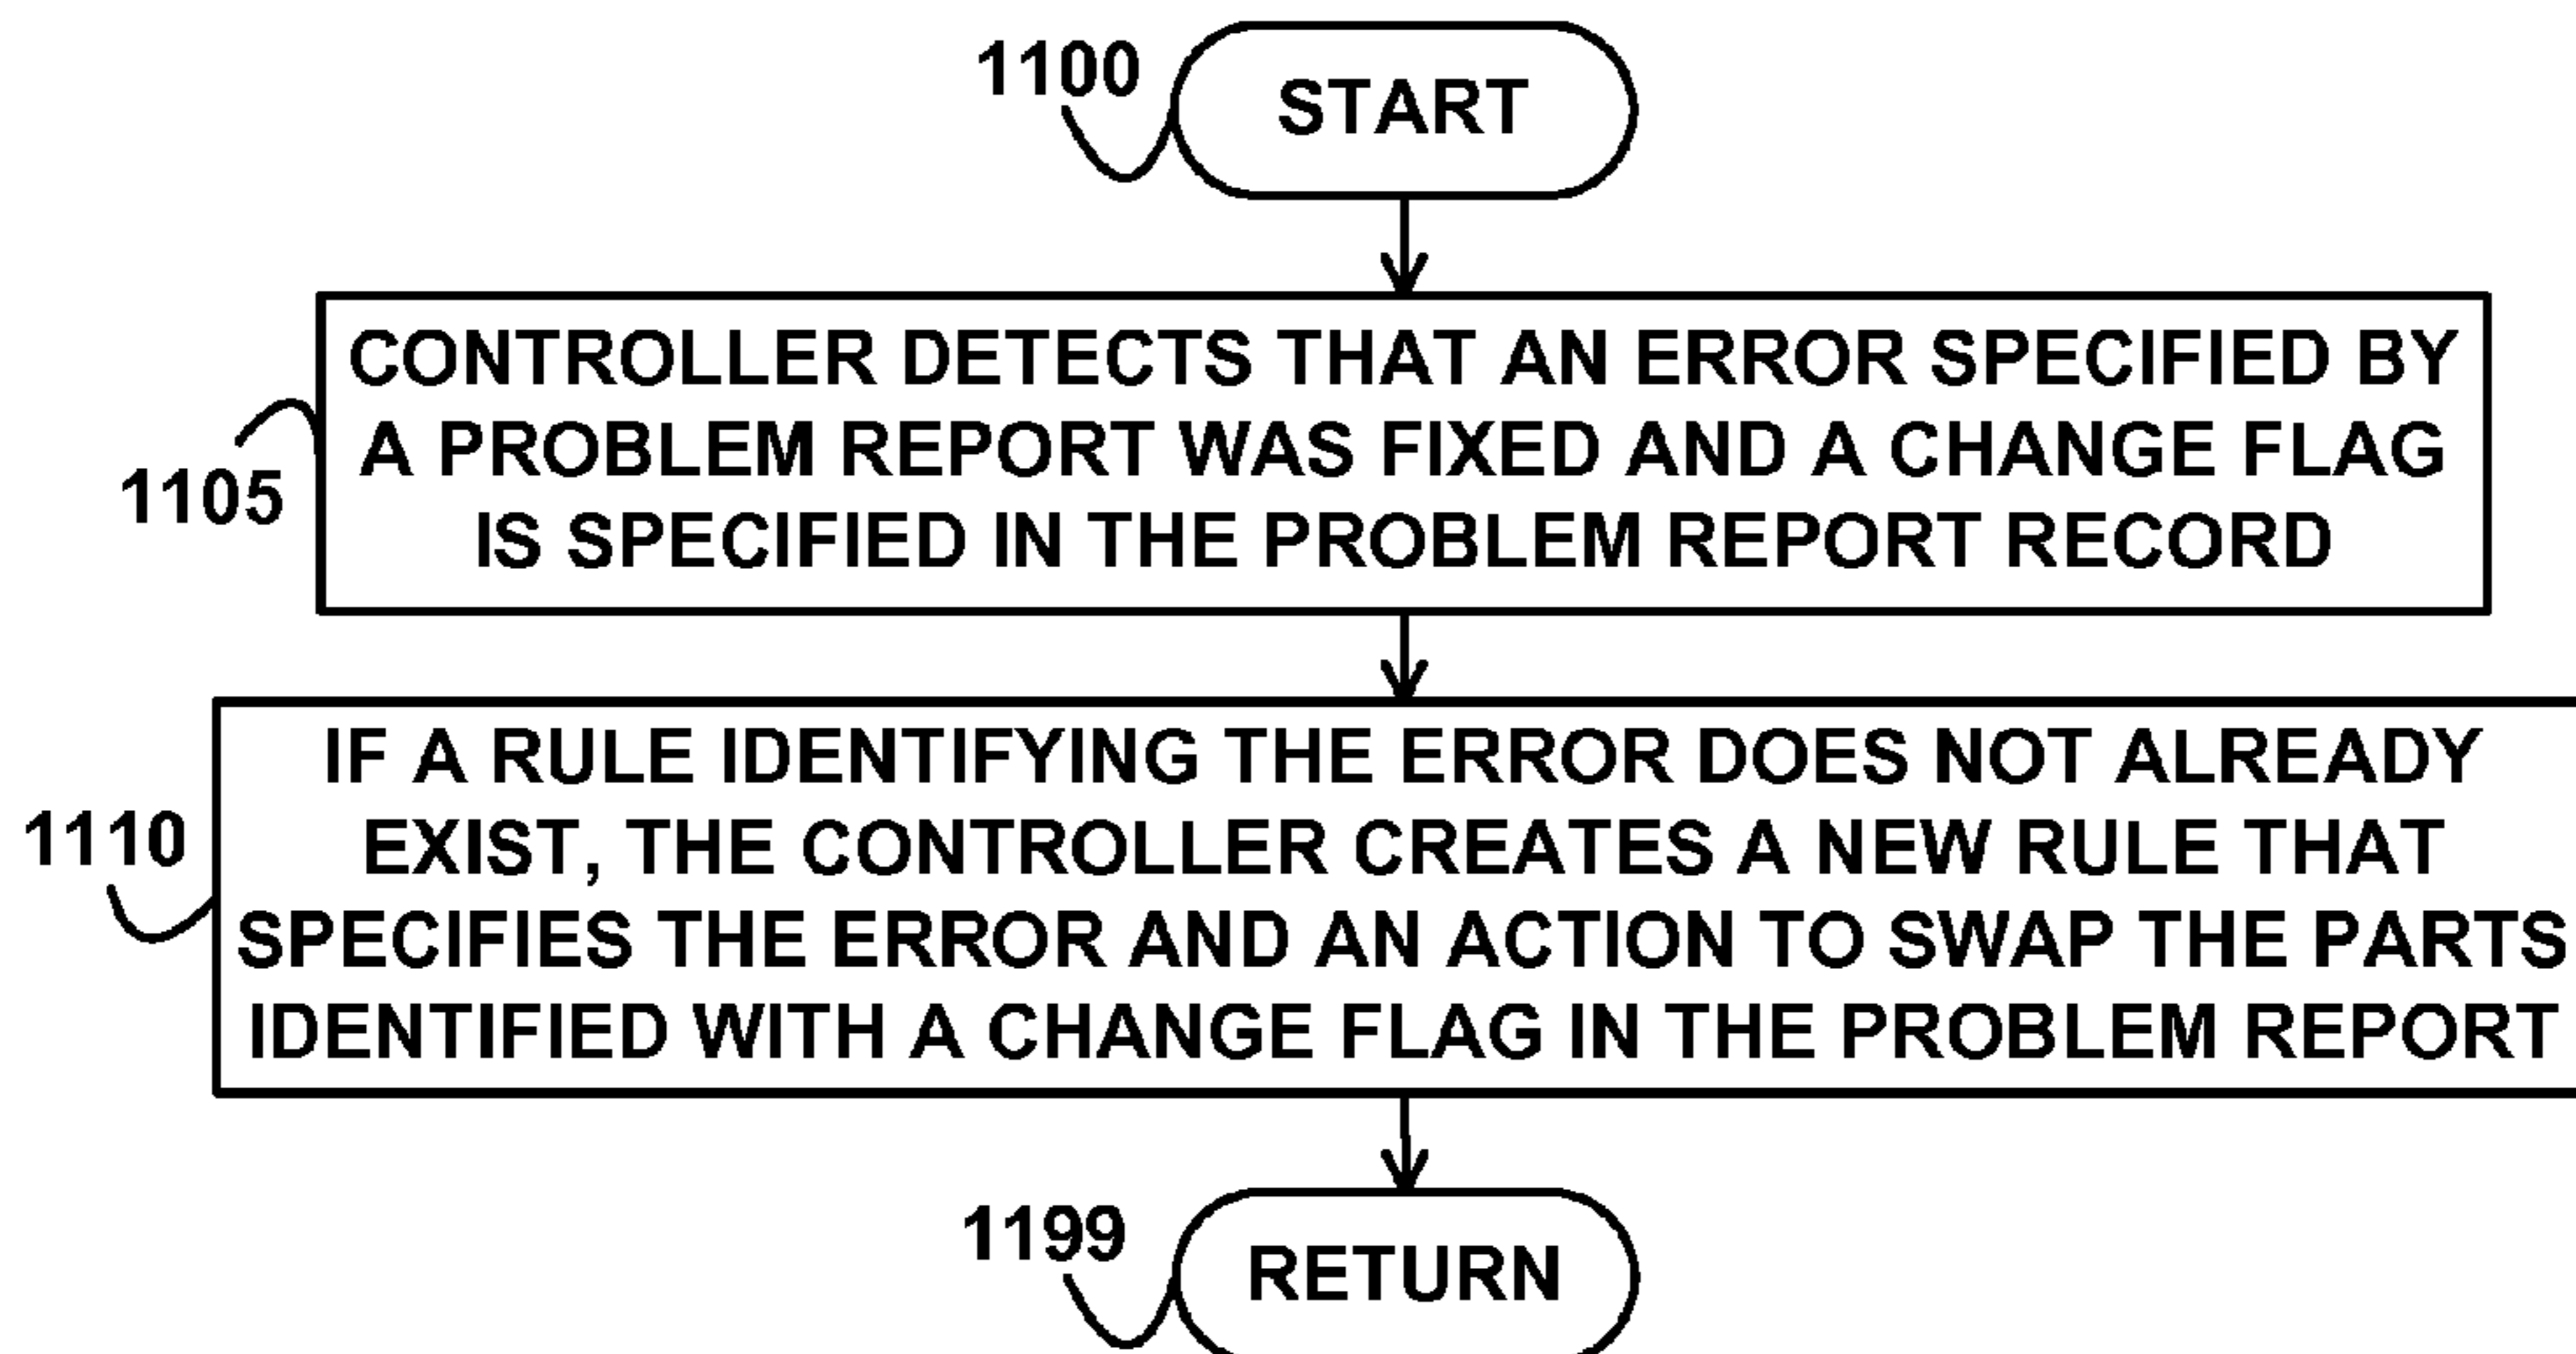 1100
START
CONTROLLER DETECTS THAT AN ERROR SPECIFIED BY
A PROBLEM REPORT WAS FIXED AND A CHANGE FLAG
IS SPECIFIED IN THE PROBLEM REPORT RECORD
1105
IF A RULE IDENTIFYING THE ERROR DOES NOT ALREADY
EXIST, THE CONTROLLER CREATES A NEW RULE THAT
SPECIFIES THE ERROR AND AN ACTION TO SWAP THE PARTS
IDENTIFIED WITH A CHANGE FLAG IN THE PROBLEM REPORT
1110
1199
RETURN